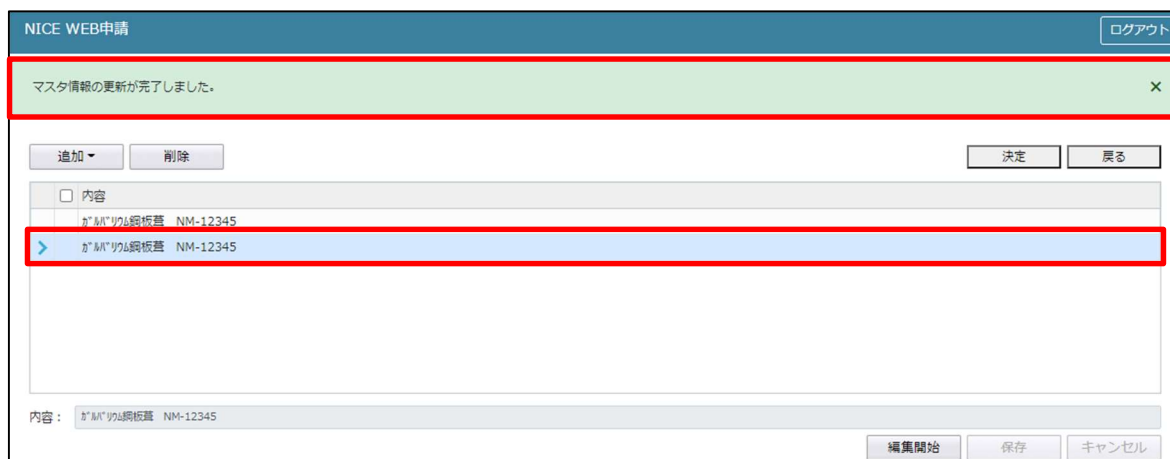 NICE WEB申請 ログアウト
マスタ情報の更新が完了しました。 ×
追加 削除 決定 戻る
内容
ｶﾞﾙﾊﾞﾘｳﾑ鋼板葺　NM-12345
ｶﾞﾙﾊﾞﾘｳﾑ鋼板葺　NM-12345
内容： ｶﾞﾙﾊﾞﾘｳﾑ鋼板葺　NM-12345
編集開始 保存 キャンセル